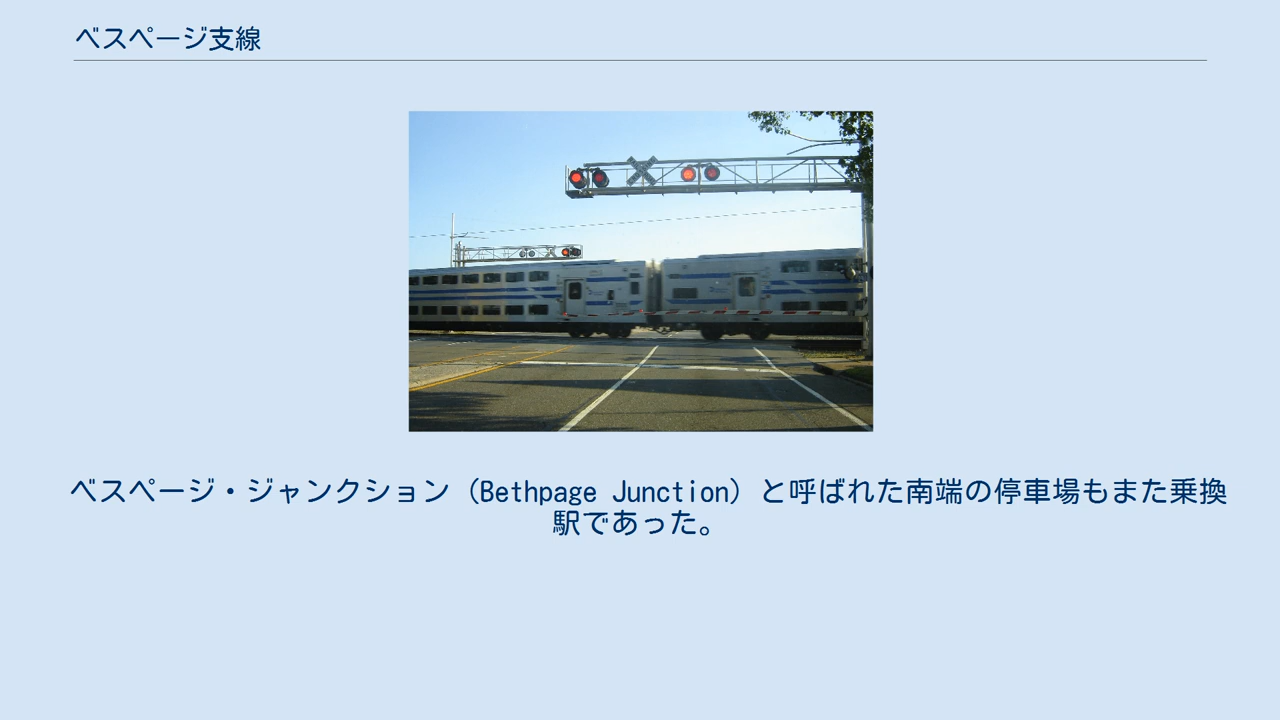 ベスページ支線
ベスページ・ジャンクション（Bethpage Junction）と呼ばれた南端の停車場もまた乗換
駅であった。